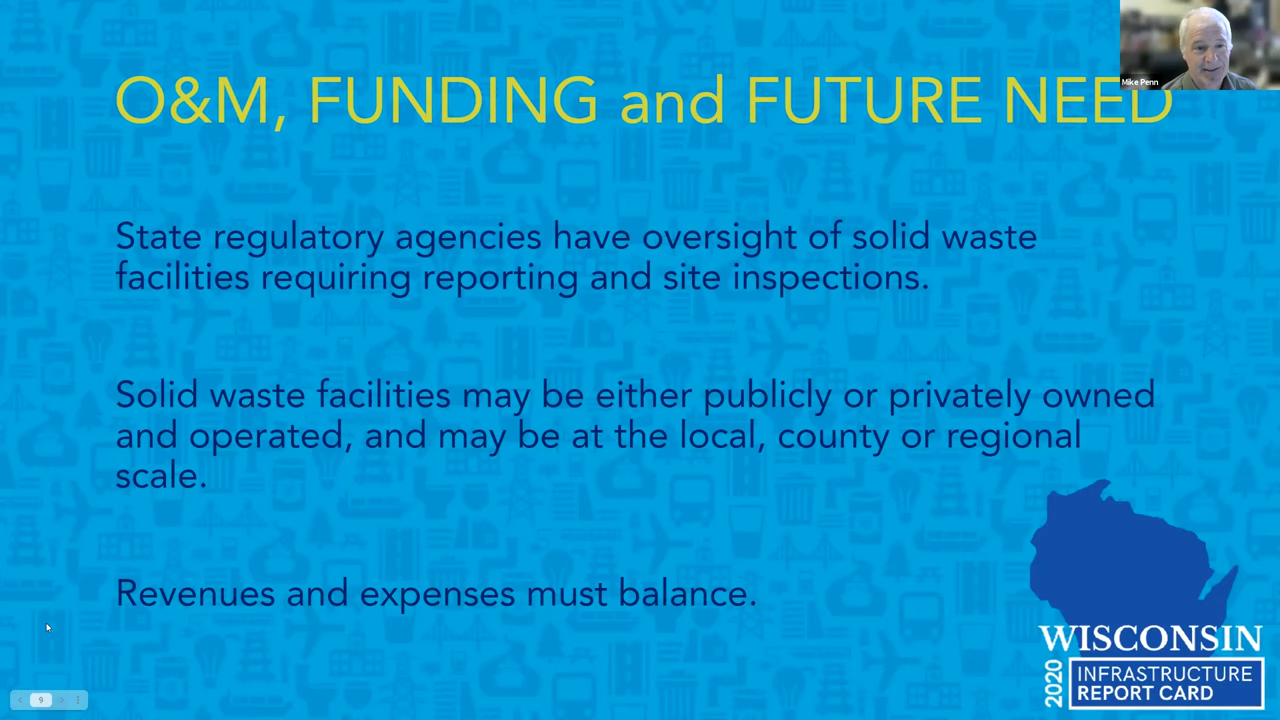 Mike Penn
O&M, FUNDING and FUTURE NEED
State regulatory agencies have oversight of solid waste
facilities requiring reporting and site inspections.
Solid waste facilities may be either publicly or privately owned
and operated, and may be at the local, county or regional
scale.
Revenues and expenses must balance.
WISCONSIN
2020
INFRASTRUCTURE
REPORT CARD
9